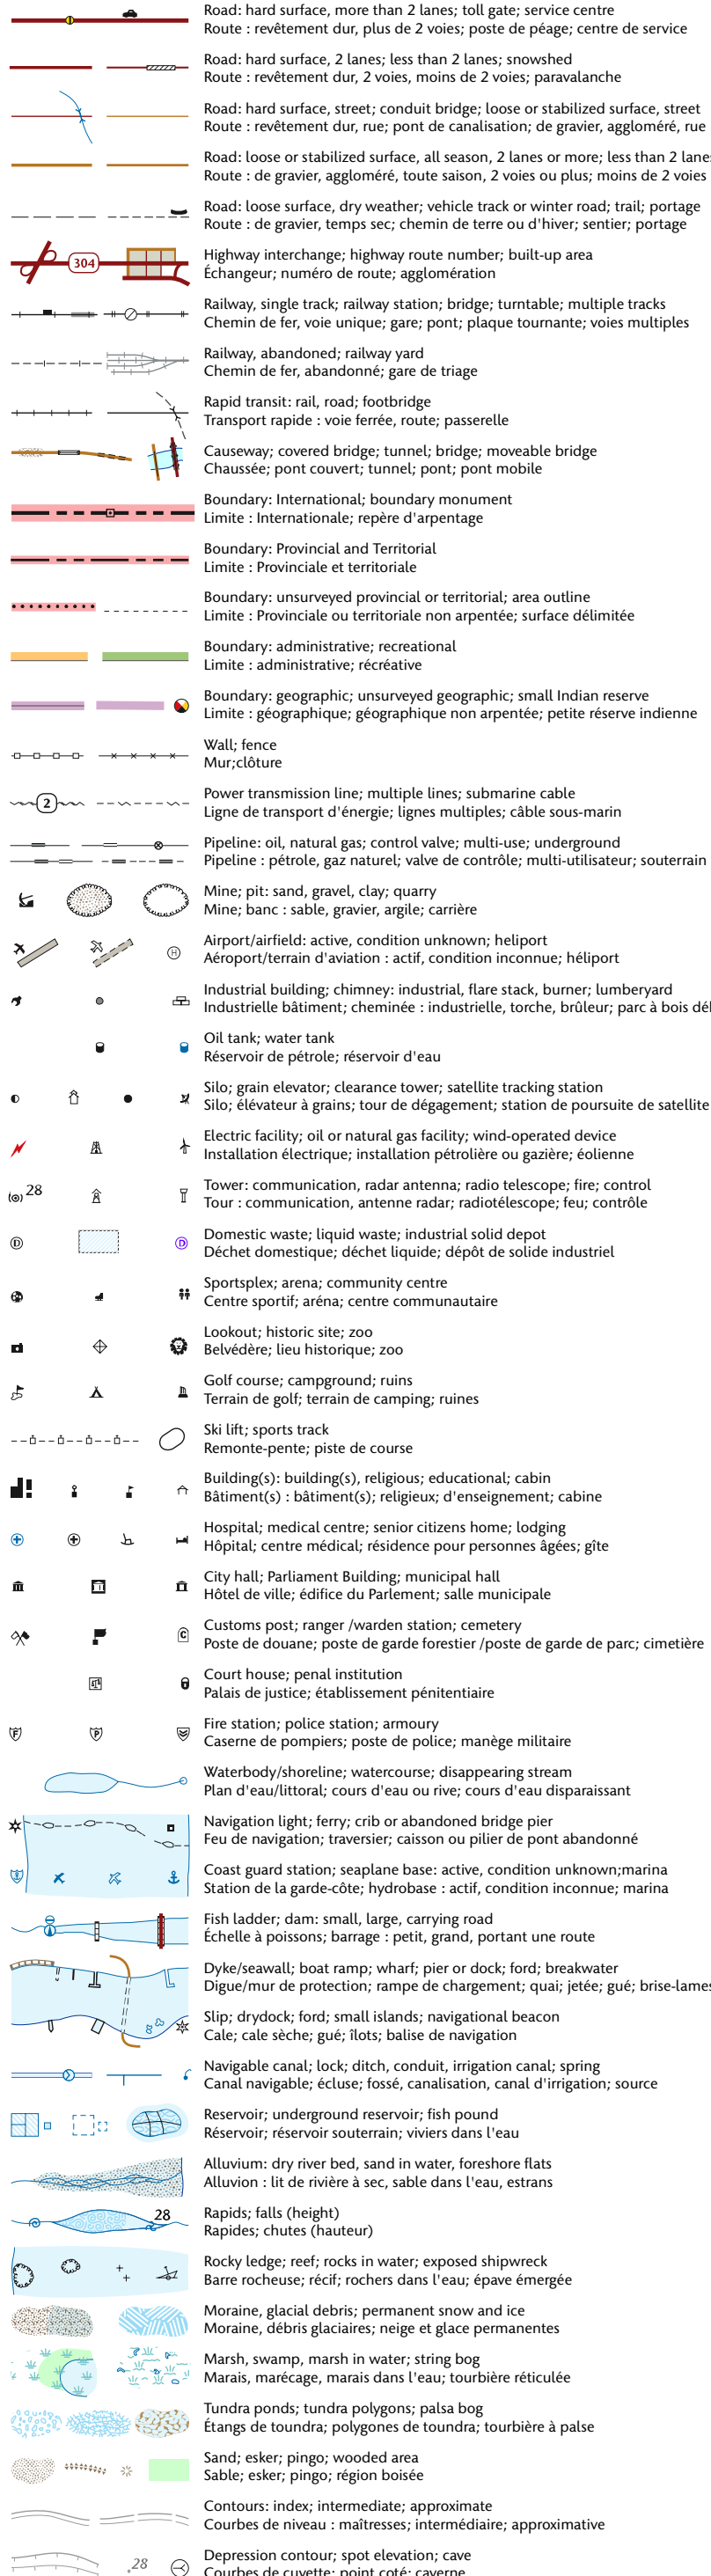 Road: hard surface, more than 2 lanes; toll gate; service centre
Route : revêtement dur, plus de 2 voies; poste de péage; centre de service
Road: hard surface, 2 lanes; less than 2 lanes; snowshed
Route : revêtement dur, 2 voies, moins de 2 voies; paravalanche
Road: hard surface, street; conduit bridge; loose or stabilized surface, street
Route : revêtement dur, rue; pont de canalisation; de gravier, aggloméré, rue
Road: loose or stabilized surface, all season, 2 lanes or more; less than 2 lane
Route : de gravier, aggloméré, toute saison, 2 voies ou plus; moins de 2 voies
Road: loose surface, dry weather; vehicle track or winter road; trail; portage
Route : de gravier, temps sec; chemin de terre ou d'hiver; sentier; portage
304
Highway interchange; highway route number; built-up area
Échangeur; numéro de route; agglomération
Railway, single track; railway station; bridge; turntable; multiple tracks
Chemin de fer, voie unique; gare; pont; plaque tournante; voies multiples
Railway, abandoned; railway yard
Chemin de fer, abandonné; gare de triage
Rapid transit: rail, road; footbridge
Transport rapide : voie ferrée, route; passerelle
Causeway; covered bridge; tunnel; bridge; moveable bridge
Chaussée; pont couvert; tunnel; pont; pont mobile
Boundary: International; boundary monument
Limite : Internationale; repère d'arpentage
Boundary: Provincial and Territorial
Limite : Provinciale et territoriale
Boundary: unsurveyed provincial or territorial; area outline
Limite : Provinciale ou territoriale non arpentée; surface délimitée
Boundary: administrative; recreational
Limite : administrative; récréative
Boundary: geographic; unsurveyed geographic; small Indian reserve
Limite : géographique; géographique non arpentée; petite réserve indienne
Wall; fence
Mur;clôture
2
Power transmission line; multiple lines; submarine cable
Ligne de transport d'énergie; lignes multiples; câble sous-marin
Pipeline: oil, natural gas; control valve; multi-use; underground
Pipeline : pétrole, gaz naturel; valve de contrôle; multi-utilisateur; souterrain
Mine; pit: sand, gravel, clay; quarry
Mine; banc : sable, gravier, argile; carrière
H
Airport/airfield: active, condition unknown; heliport
Aéroport/terrain d'aviation : actif, condition inconnue; héliport
Industrial building; chimney: industrial, flare stack, burner; lumberyard
Industrielle bâtiment; cheminée : industrielle, torche, brûleur; parc à bois dé
Oil tank; water tank
Réservoir de pétrole; réservoir d'eau
Silo; grain elevator; clearance tower; satellite tracking station
Silo; élévateur à grains; tour de dégagement; station de poursuite de satellite
Electric facility; oil or natural gas facility; wind-operated device
Installation électrique; installation pétrolière ou gazière; éolienne
28
Tower: communication, radar antenna; radio telescope; fire; control
Tour : communication, antenne radar; radiotélescope; feu; contrôle
D D
Domestic waste; liquid waste; industrial solid depot
Déchet domestique; déchet liquide; dépôt de solide industriel
Sportsplex; arena; community centre
Centre sportif; aréna; centre communautaire
Lookout; historic site; zoo
Belvédère; lieu historique; zoo
Golf course; campground; ruins
Terrain de golf; terrain de camping; ruines
Ski lift; sports track
Remonte-pente; piste de course
Building(s): building(s), religious; educational; cabin
Bâtiment(s) : bâtiment(s); religieux; d'enseignement; cabine
Hospital; medical centre; senior citizens home; lodging
Hôpital; centre médical; résidence pour personnes âgées; gîte
City hall; Parliament Building; municipal hall
Hôtel de ville; édifice du Parlement; salle municipale
C
Customs post; ranger /warden station; cemetery
Poste de douane; poste de garde forestier /poste de garde de parc; cimetière
Court house; penal institution
Palais de justice; établissement pénitentiaire
F P
Fire station; police station; armoury
Caserne de pompiers; poste de police; manège militaire
Waterbody/shoreline; watercourse; disappearing stream
Plan d'eau/littoral; cours d'eau ou rive; cours d'eau disparaissant
Navigation light; ferry; crib or abandoned bridge pier
Feu de navigation; traversier; caisson ou pilier de pont abandonné
Coast guard station; seaplane base: active, condition unknown;marina
Station de la garde-côte; hydrobase : actif, condition inconnue; marina
Fish ladder; dam: small, large, carrying road
Échelle à poissons; barrage : petit, grand, portant une route
Dyke/seawall; boat ramp; wharf; pier or dock; ford; breakwater
Digue/mur de protection; rampe de chargement; quai; jetée; gué; brise-lames
Slip; drydock; ford; small islands; navigational beacon
Cale; cale sèche; gué; îlots; balise de navigation
Navigable canal; lock; ditch, conduit, irrigation canal; spring
Canal navigable; écluse; fossé, canalisation, canal d'irrigation; source
Reservoir; underground reservoir; fish pound
Réservoir; réservoir souterrain; viviers dans l'eau
Alluvium: dry river bed, sand in water, foreshore flats
Alluvion : lit de rivière à sec, sable dans l'eau, estrans
28
Rapids; falls (height)
Rapides; chutes (hauteur)
Rocky ledge; reef; rocks in water; exposed shipwreck
Barre rocheuse; récif; rochers dans l'eau; épave émergée
Moraine, glacial debris; permanent snow and ice
Moraine, débris glaciaires; neige et glace permanentes
Marsh, swamp, marsh in water; string bog
Marais, marécage, marais dans l'eau; tourbière réticulée
Tundra ponds; tundra polygons; palsa bog
Étangs de toundra; polygones de toundra; tourbière à palse
Sand; esker; pingo; wooded area
Sable; esker; pingo; région boisée
Contours: index; intermediate; approximate
Courbes de niveau : maîtresses; intermédiaire; approximative
.28
Depression contour; spot elevation; cave
Courbes de cuvette; point coté; caverne